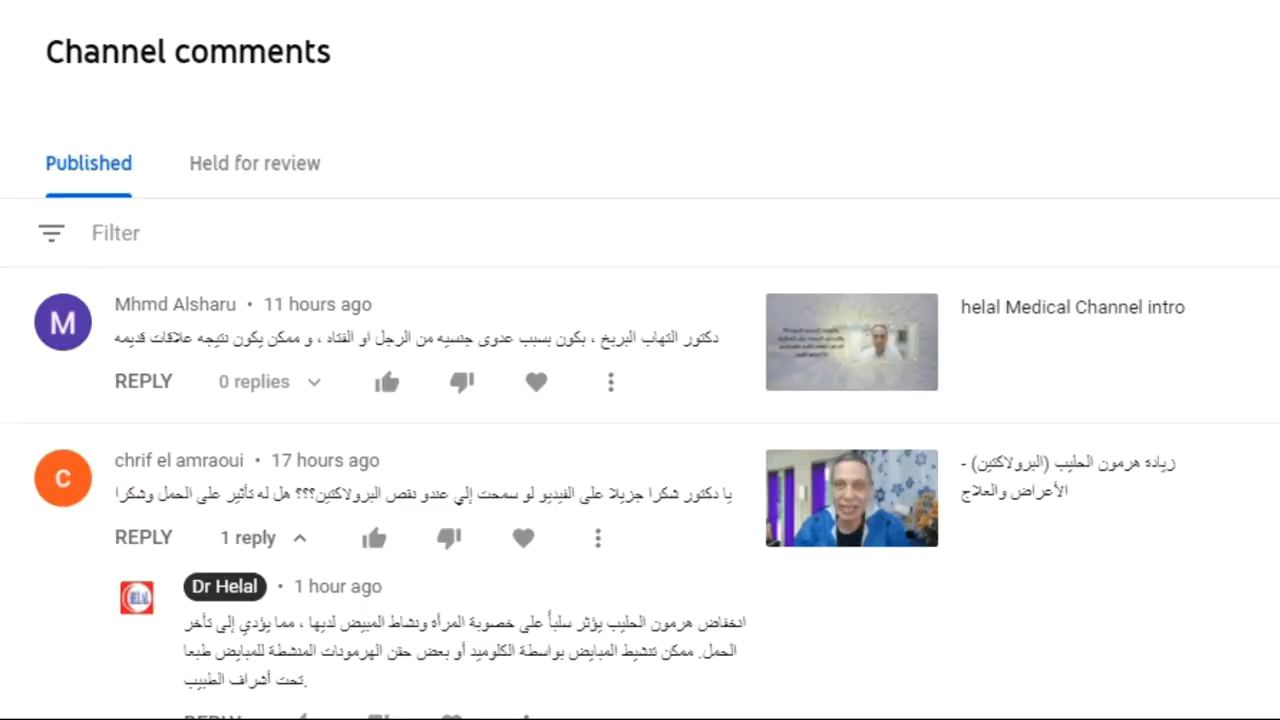 Channel comments
Published
Held for review
Filter
M
Mhmd Alsharu • 11 hours ago
دكتور التهاب البربخ ، بكون بسبب عدوى جنسيه من الرجل او الفتاه ، و ممكن يكون نتيجه علاقات قديمه
REPLY
0 replies
helal Medical Channel intro
C
chrif el amraoui • 17 hours ago
يا دكتور شكرا جزيلا على الفيديو لو سمحت إلي عندو نقص البرولاكتين؟؟؟ هل له تأثير على الحمل وشكرا
REPLY
1 reply
زيادة هرمون الحليب (البرولاكتين) -
الأعراض والعلاج
HELAL
Dr Helal • 1 hour ago
انخفاض هرمون الحليب يؤثر سلباً على خصوبة المرأة ونشاط المبيض لديها ، مما يؤدي إلى تأخر
الحمل. ممكن تنشيط المبايض بواسطة الكلوميد أو بعض حقن الهرمونات المنشطة للمبايض طبعا
تحت أشراف الطبيب.
REPLY